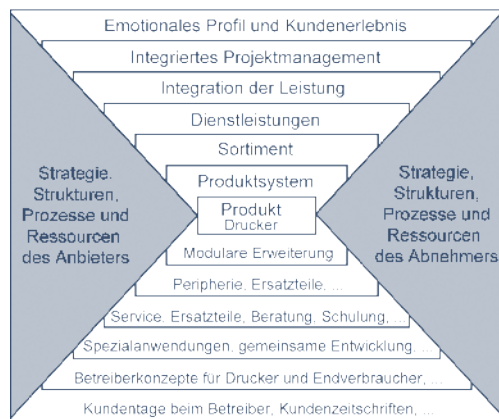 Emotionales Profil und Kundenerlebnis
Integriertes Projektmanagement
Integration der Leistung
Dienstleistungen
Sortiment
Produktsystem
Produkt
Drucker
Modulare Erweiterung
Peripherie. Ersatzteile. ...
Service. Ersatzteile, Beratung, Schulung, ...
Spezialanwendungen. gemeinsame Entwicklung. ...
Betreiberkonzepte für Drucker und Endverbraucher, ...
Kundentage beim Betreiber, Kundenzeitschriften, ...
Strategie.
Strukturen,
Prozesse und
Ressourcen
des Anbieters
Strategie,
Strukturen,
Prozesse und
Ressourcen
des Abnehmers